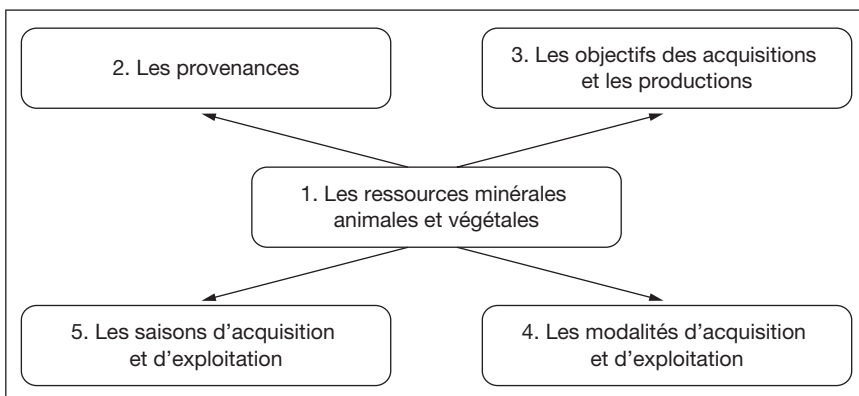 2. Les provenances
3. Les objectifs des acquisitions
et les productions
1. Les ressources minérales
animales et végétales
5. Les saisons d’acquisition
et d’exploitation
4. Les modalités d’acquisition
et d’exploitation